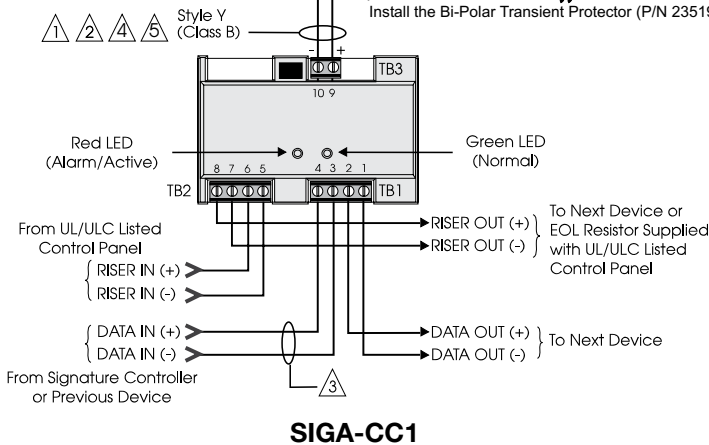 Install the Bi-Polar Transient Protector (P/N 23519
Style Y
1 2 4 5 (Class B)
- +
TB3
10 9
Red LED
(Alarm/Active)
Green LED
(Normal)
8 7 6 5 4 3 2 1
TB2 TB1
From UL/ULC Listed
Control Panel
RISER IN (+)
RISER IN (-)
RISER OUT (+)
RISER OUT (-)
To Next Device or
EOL Resistor Supplied
with UL/ULC Listed
Control Panel
DATA IN (+)
DATA IN (-)
DATA OUT (+)
DATA OUT (-)
To Next Device
From Signature Controller
or Previous Device
3
SIGA-CC1